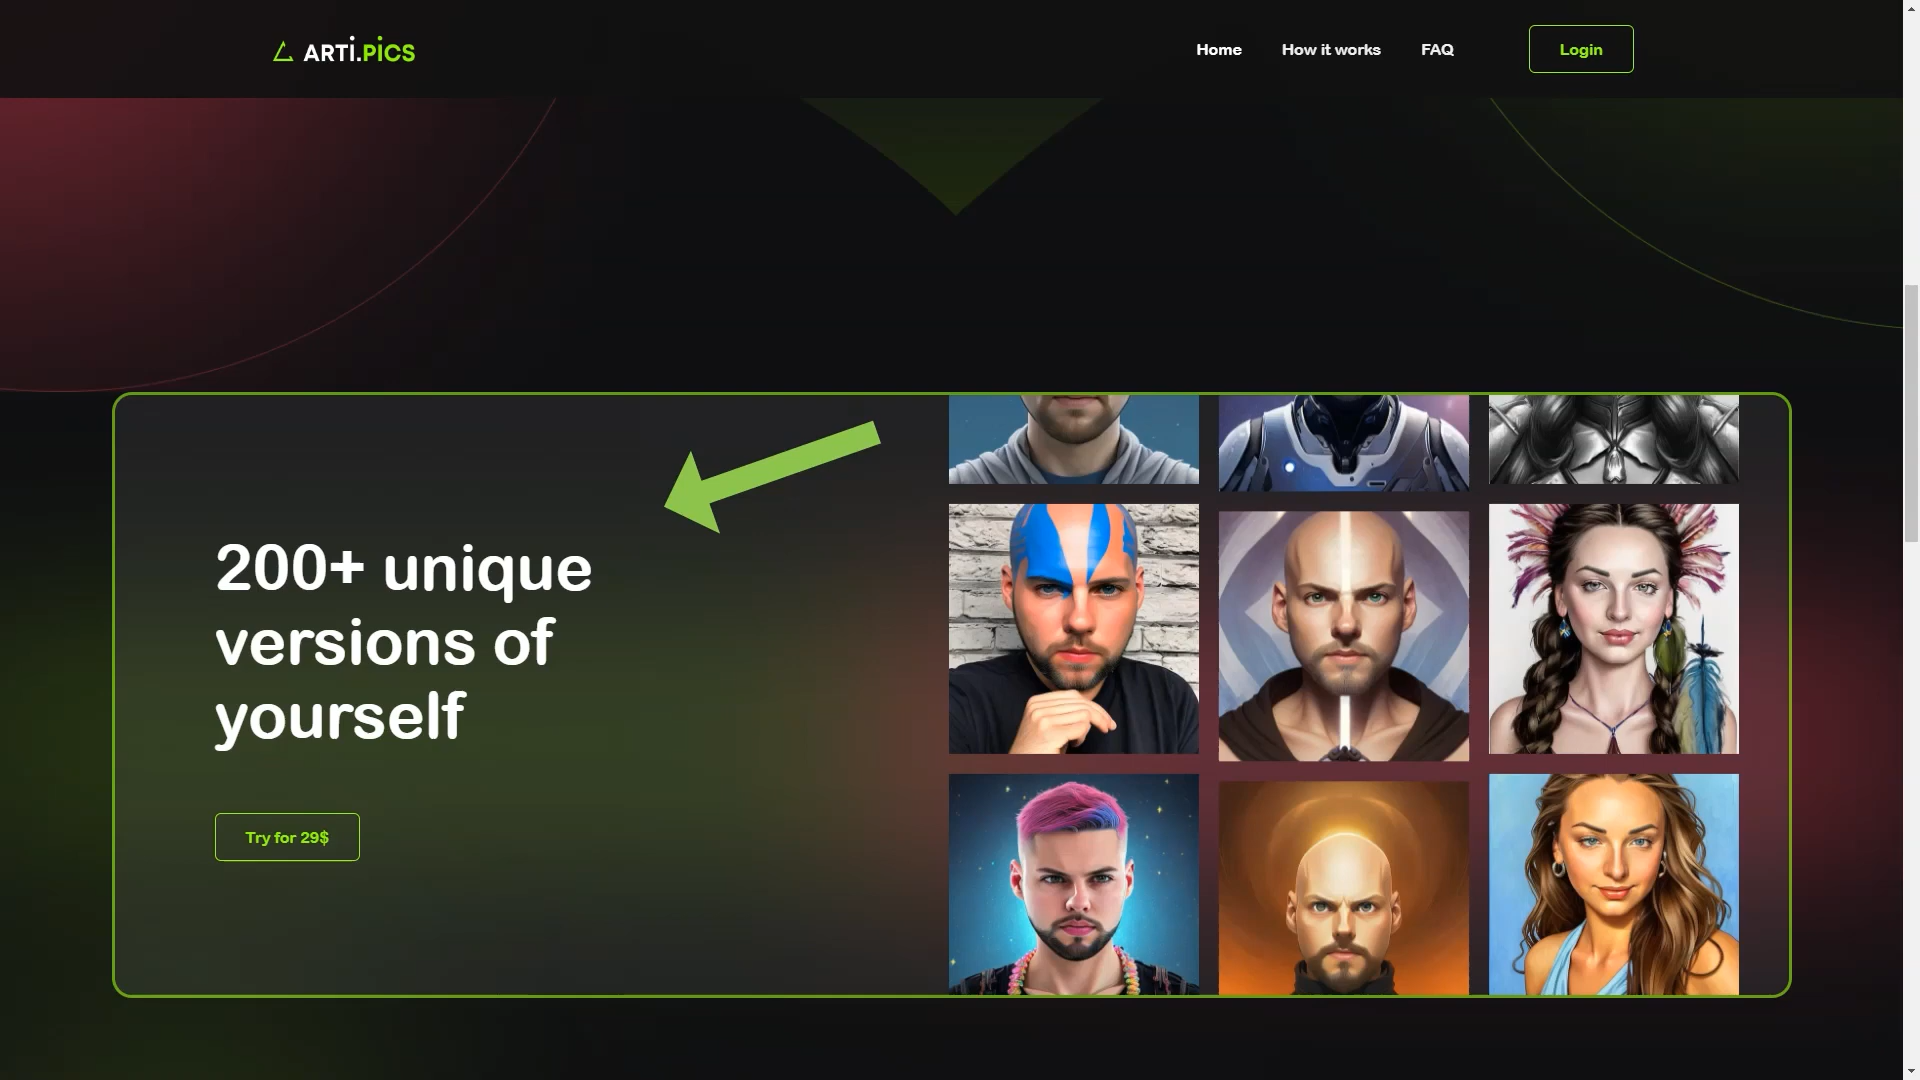 ARTi.PiCS
Home
How it works
FAQ
Login
200+ unique
versions of
yourself
Try for 29$